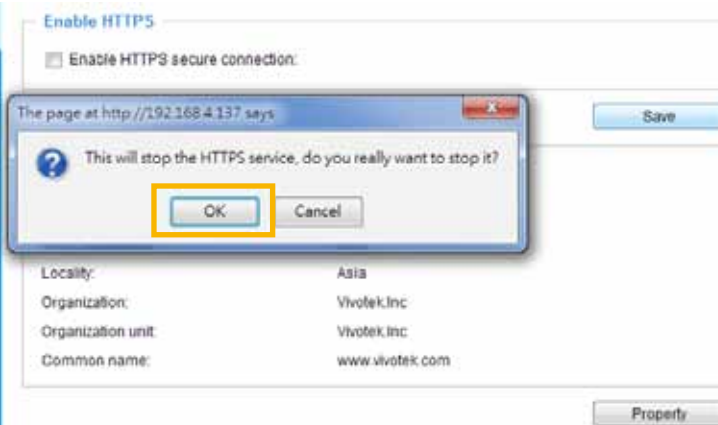 Enable HTTPS
Enable HTTPS secure connection:
The page at http://192.168.4.137 says
Save
This will stop the HTTPS service, do you really want to stop it?
OK Cancel
Locality: Asia
Organization: Vivotek.Inc
Organization unit: Vivotek.Inc
Common name: www.vivotek.com
Property